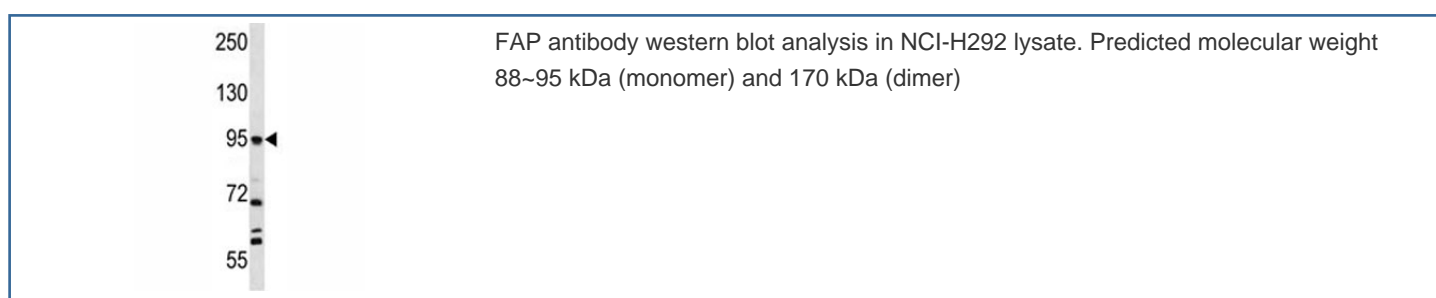 250
130
95
72
55
FAP antibody western blot analysis in NCI-H292 lysate. Predicted molecular weight
88~95 kDa (monomer) and 170 kDa (dimer)